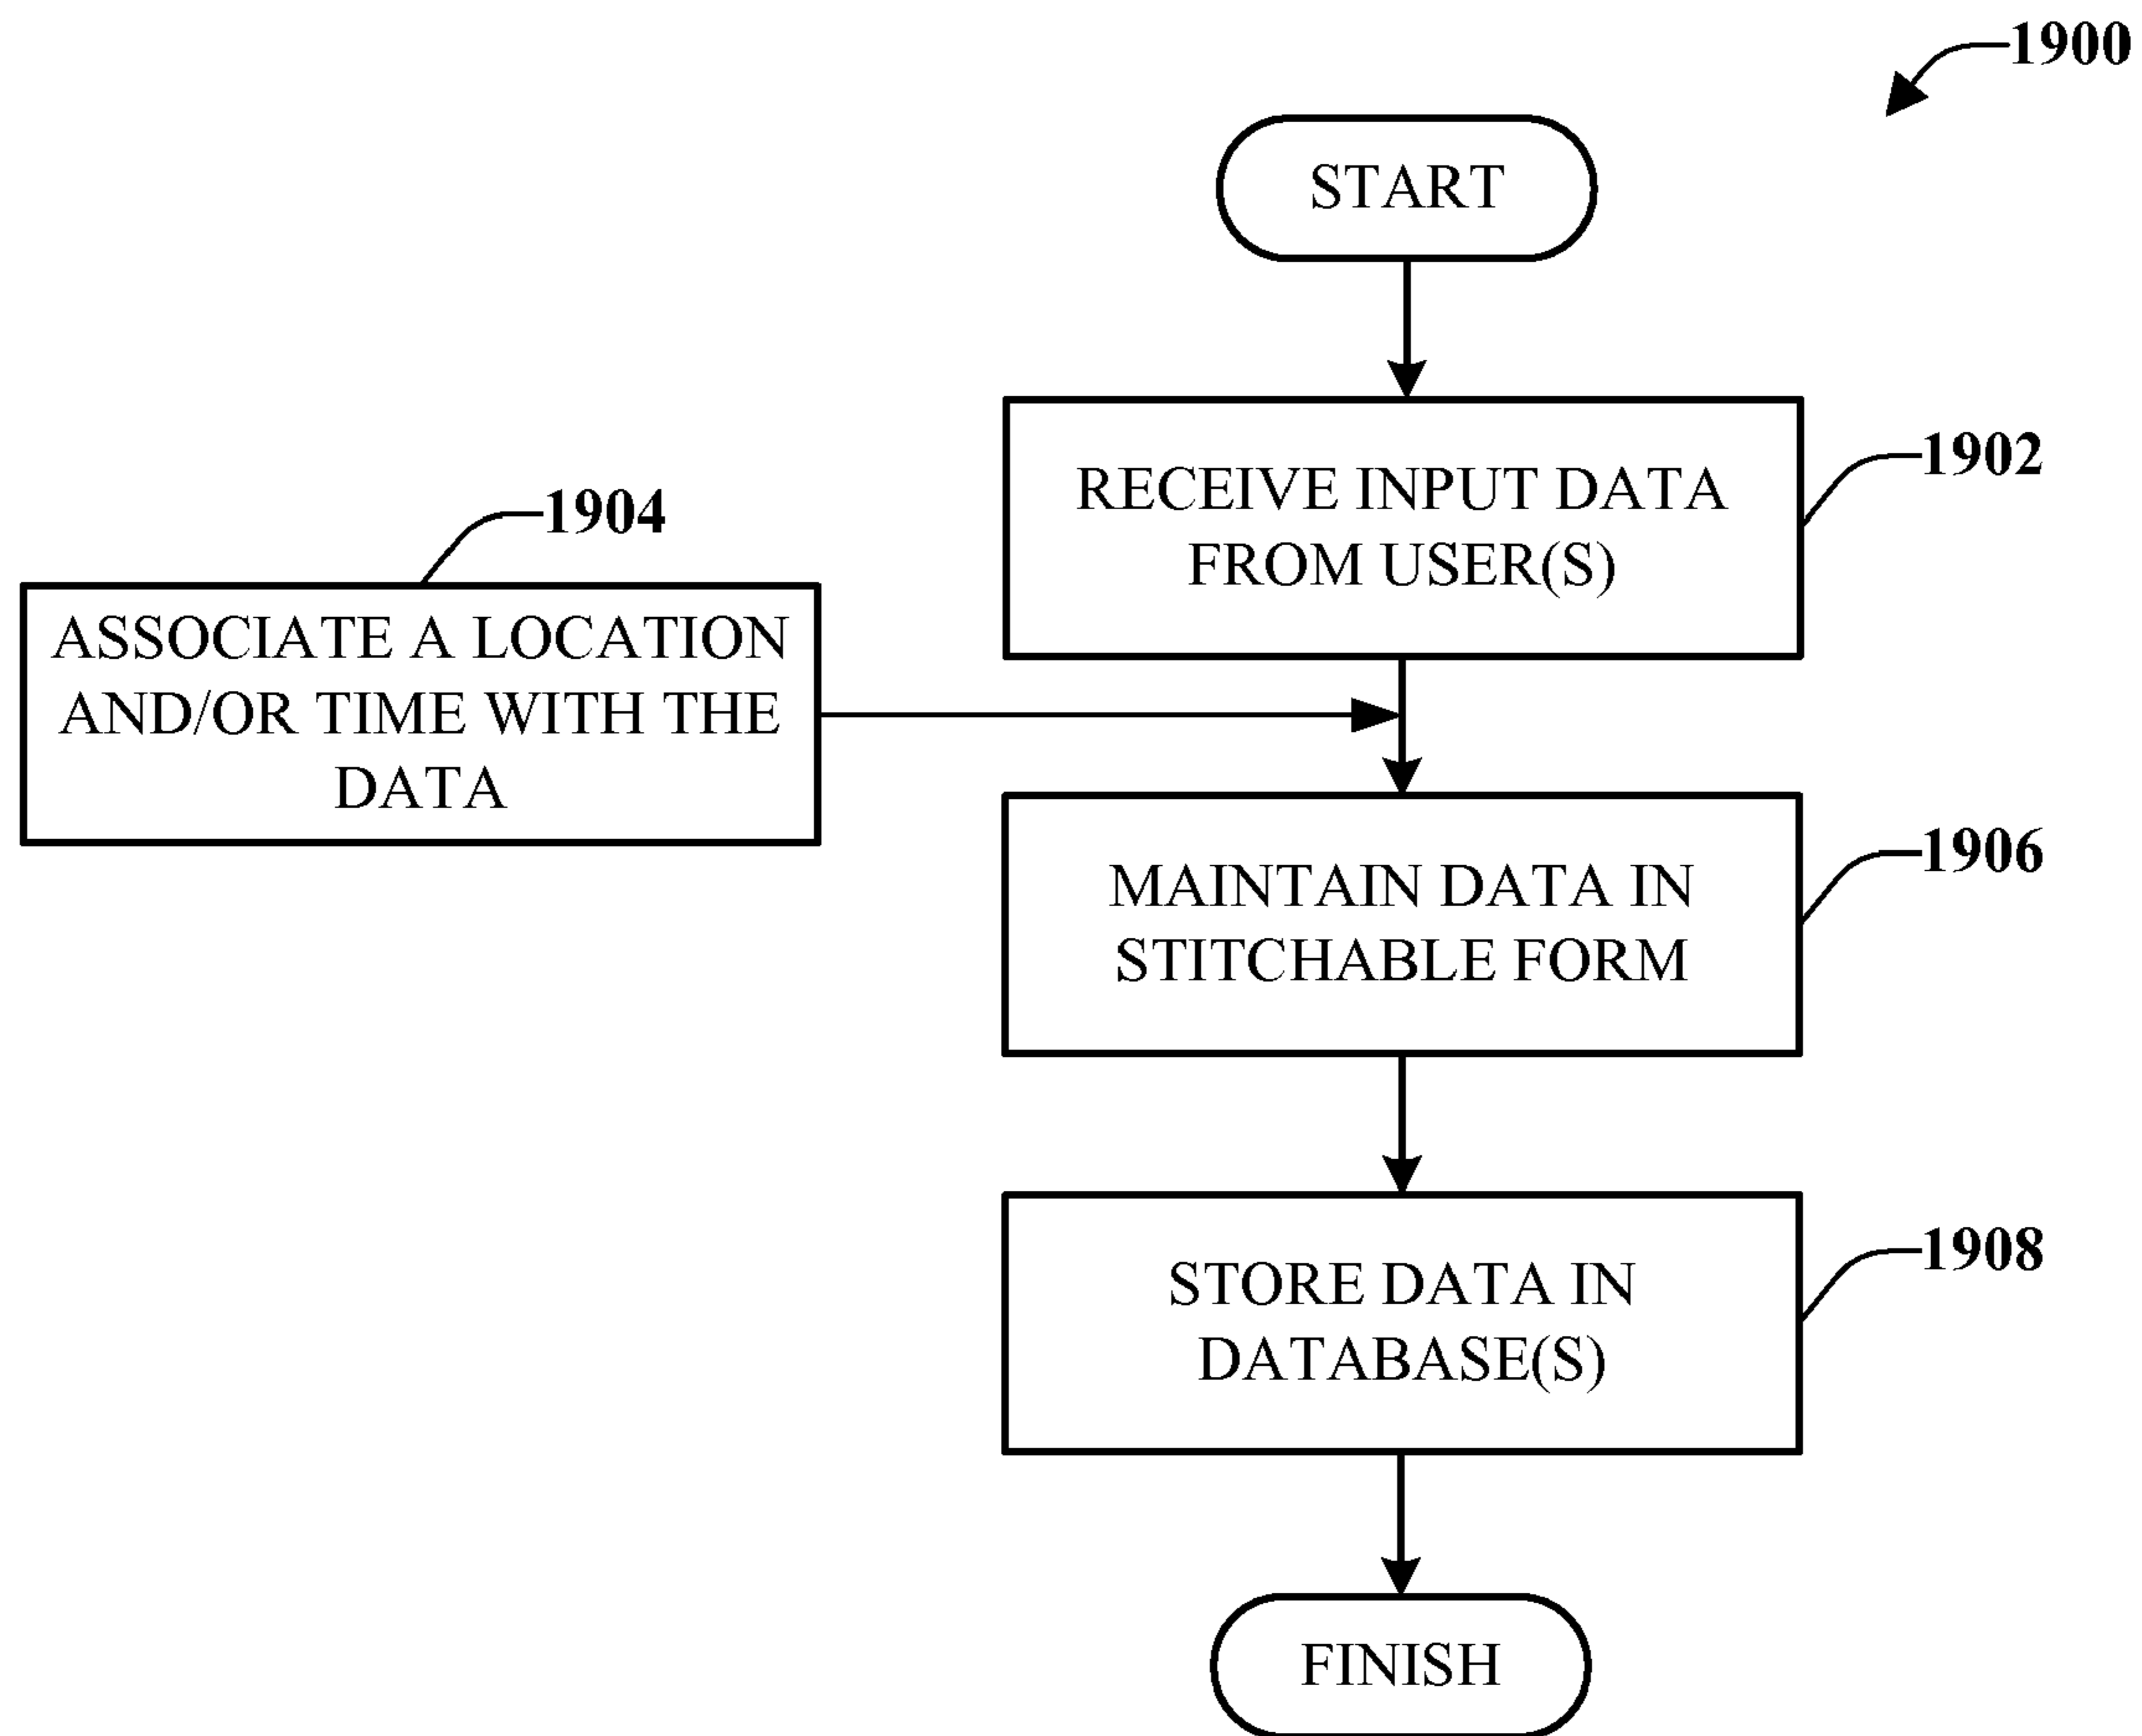 1900
START
RECEIVE INPUT DATA
FROM USER(S)
1902
1904
ASSOCIATE A LOCATION
AND/OR TIME WITH THE
DATA
MAINTAIN DATA IN
STITCHABLE FORM
1906
STORE DATA IN
DATABASE(S)
1908
FINISH